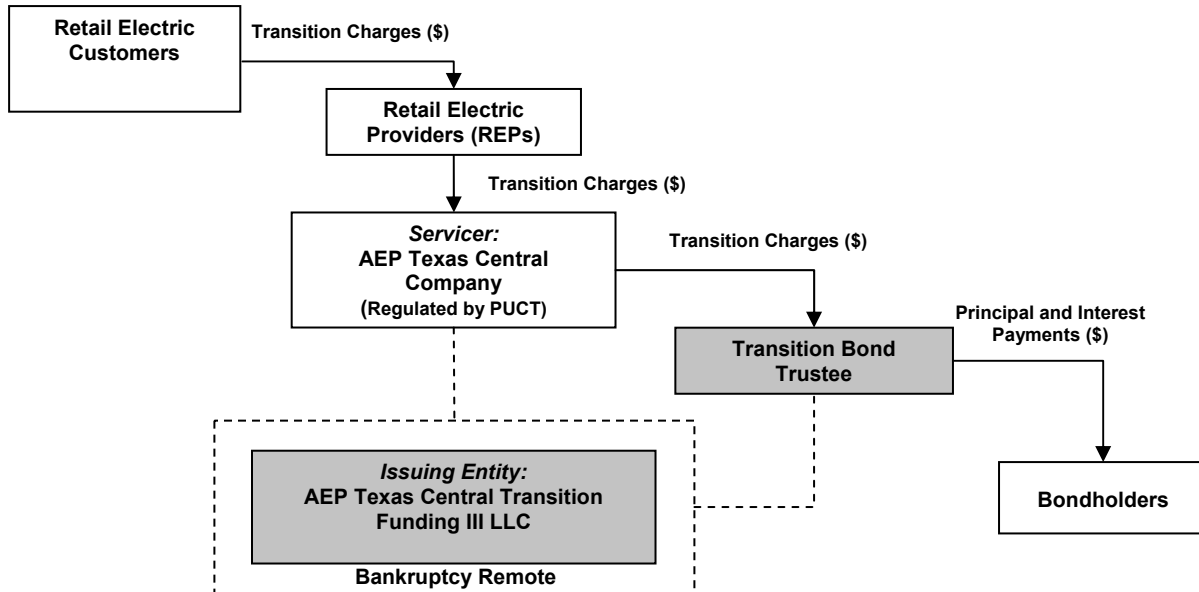 Retail Electric
Customers
Transition Charges ($)
Retail Electric
Providers (REPs)
Transition Charges ($)
Servicer:
AEP Texas Central
Company
(Regulated by PUCT)
Transition Charges ($)
Transition Bond
Trustee
Principal and Interest
Payments ($)
Issuing Entity:
AEP Texas Central Transition
Funding III LLC
Bankruptcy Remote
Bondholders